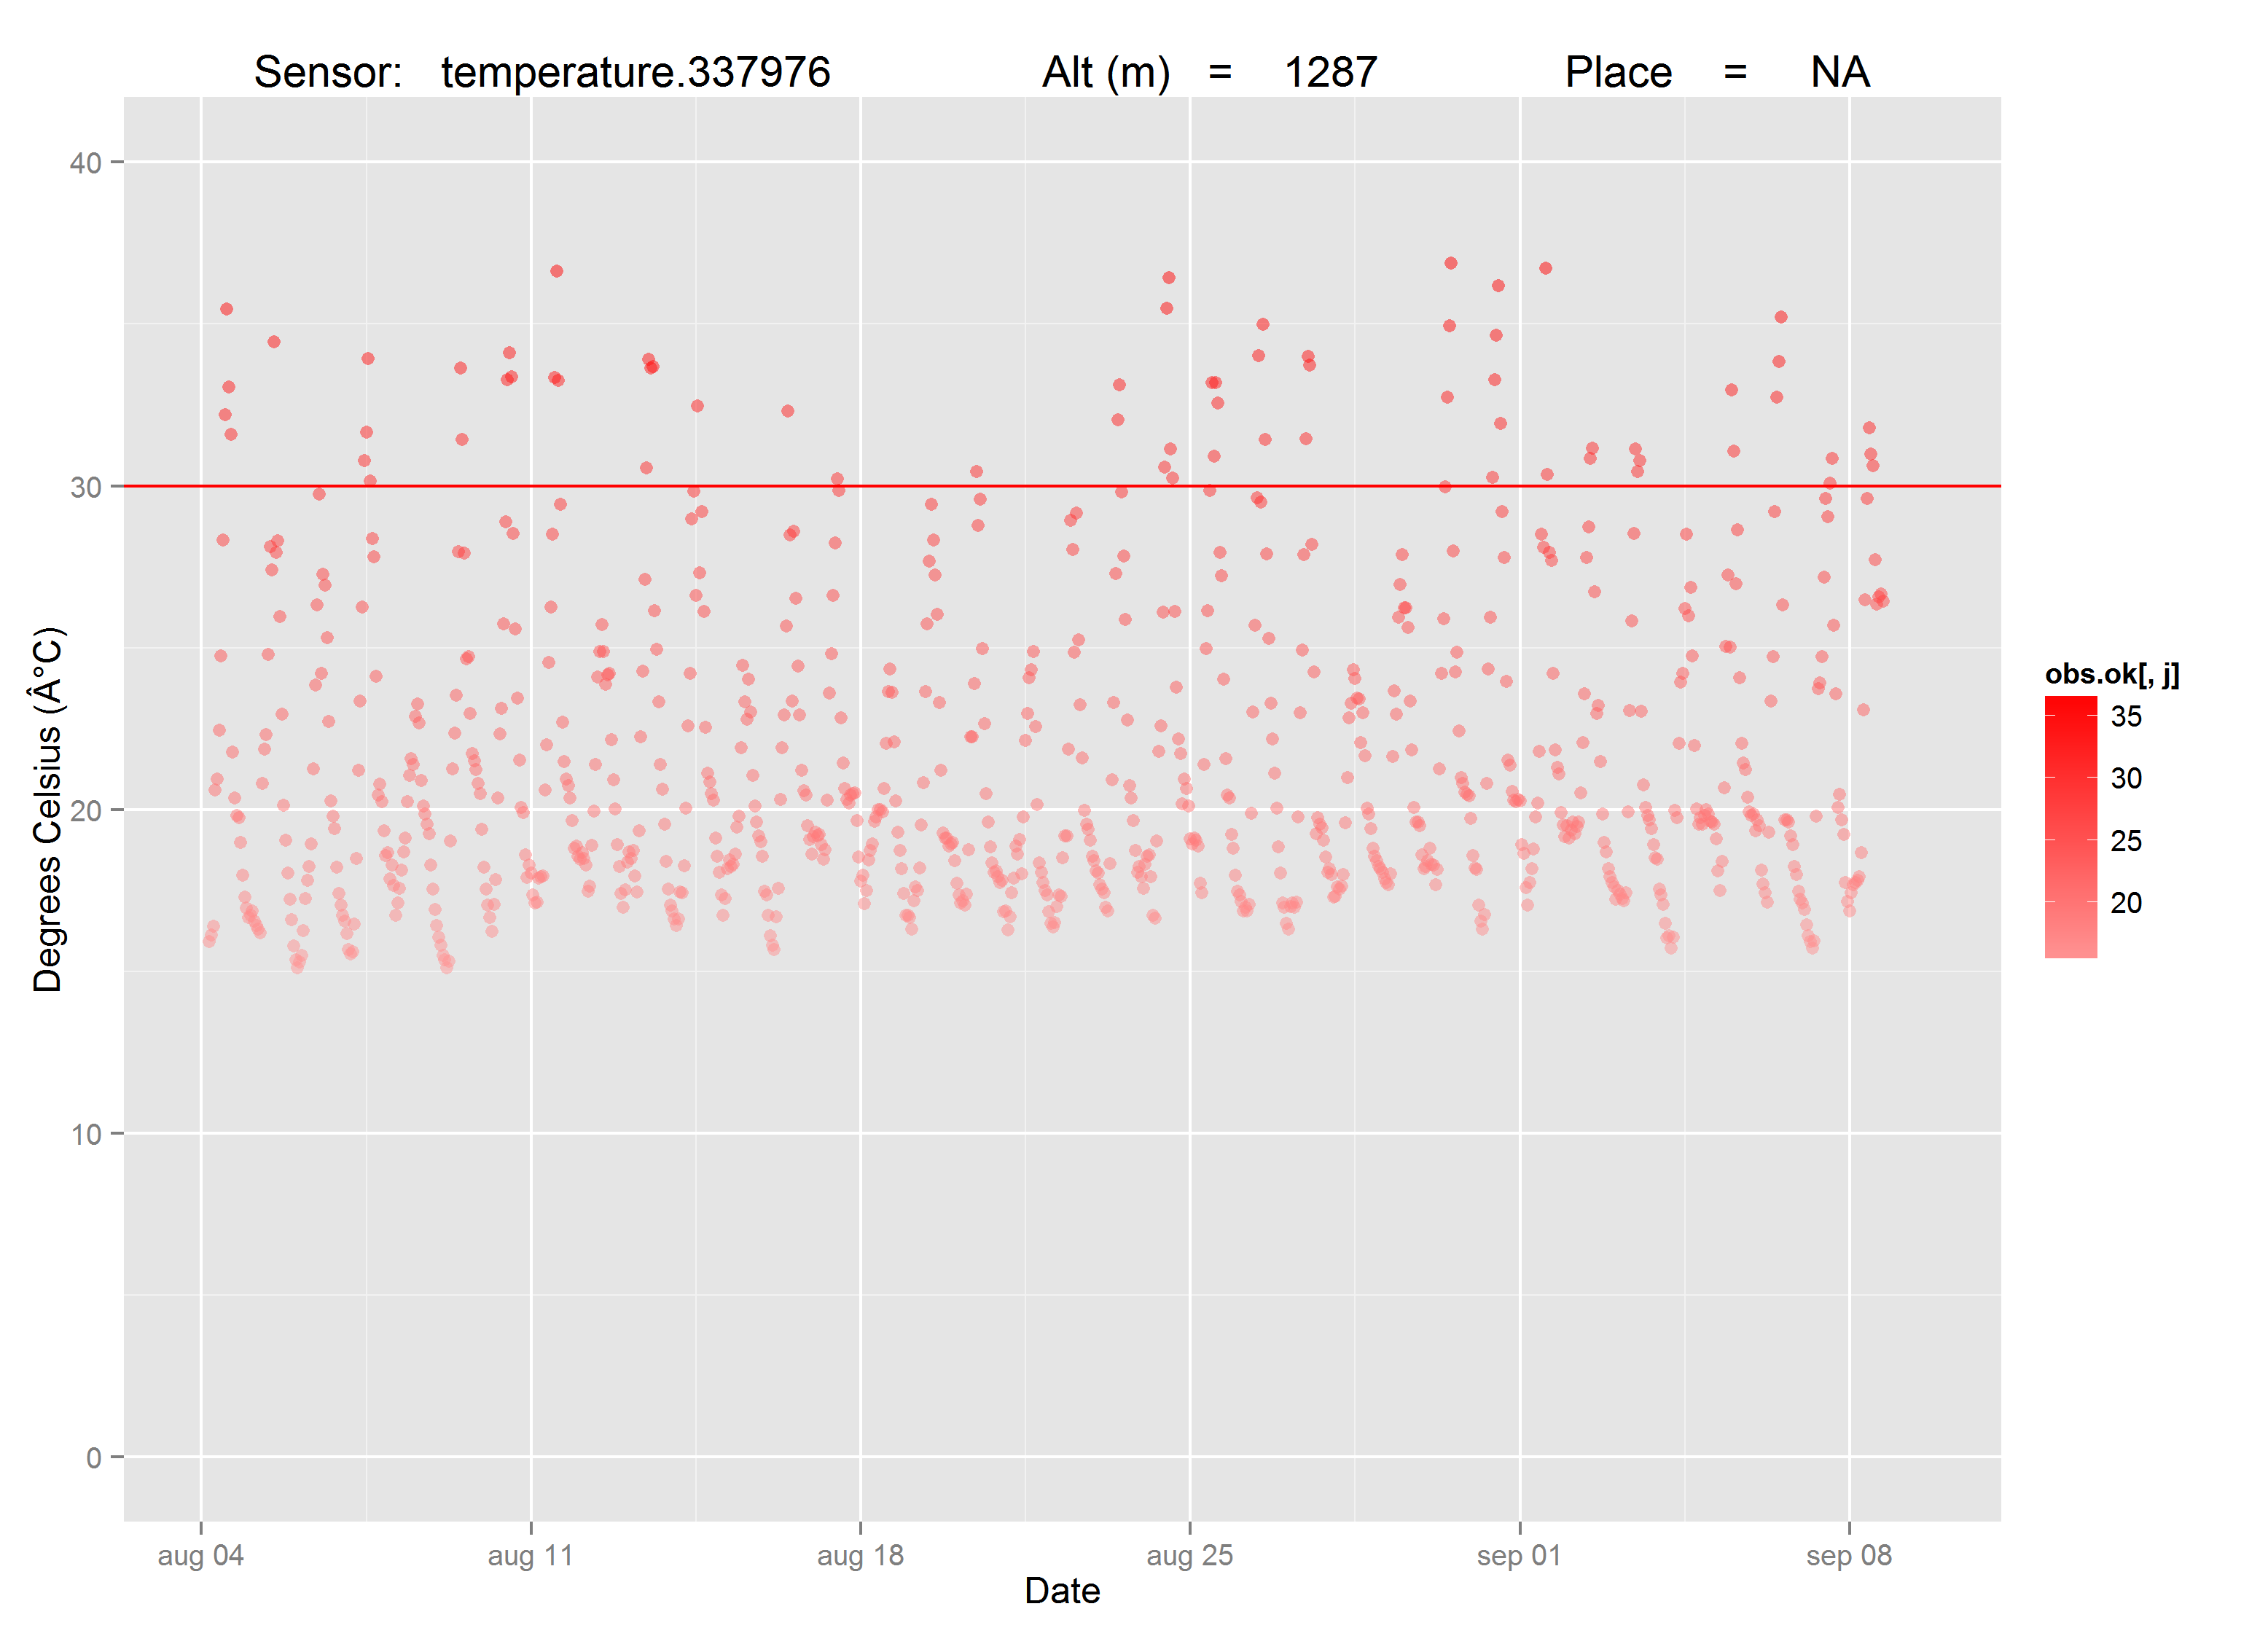 Sensor: temperature.337976 Alt (m) = 1287 Place = NA
40
30
20
10
0
Degrees Celsius (Â°C)
aug 04 aug 11 aug 18 aug 25 sep 01 sep 08
Date
obs.ok[, j]
35
30
25
20